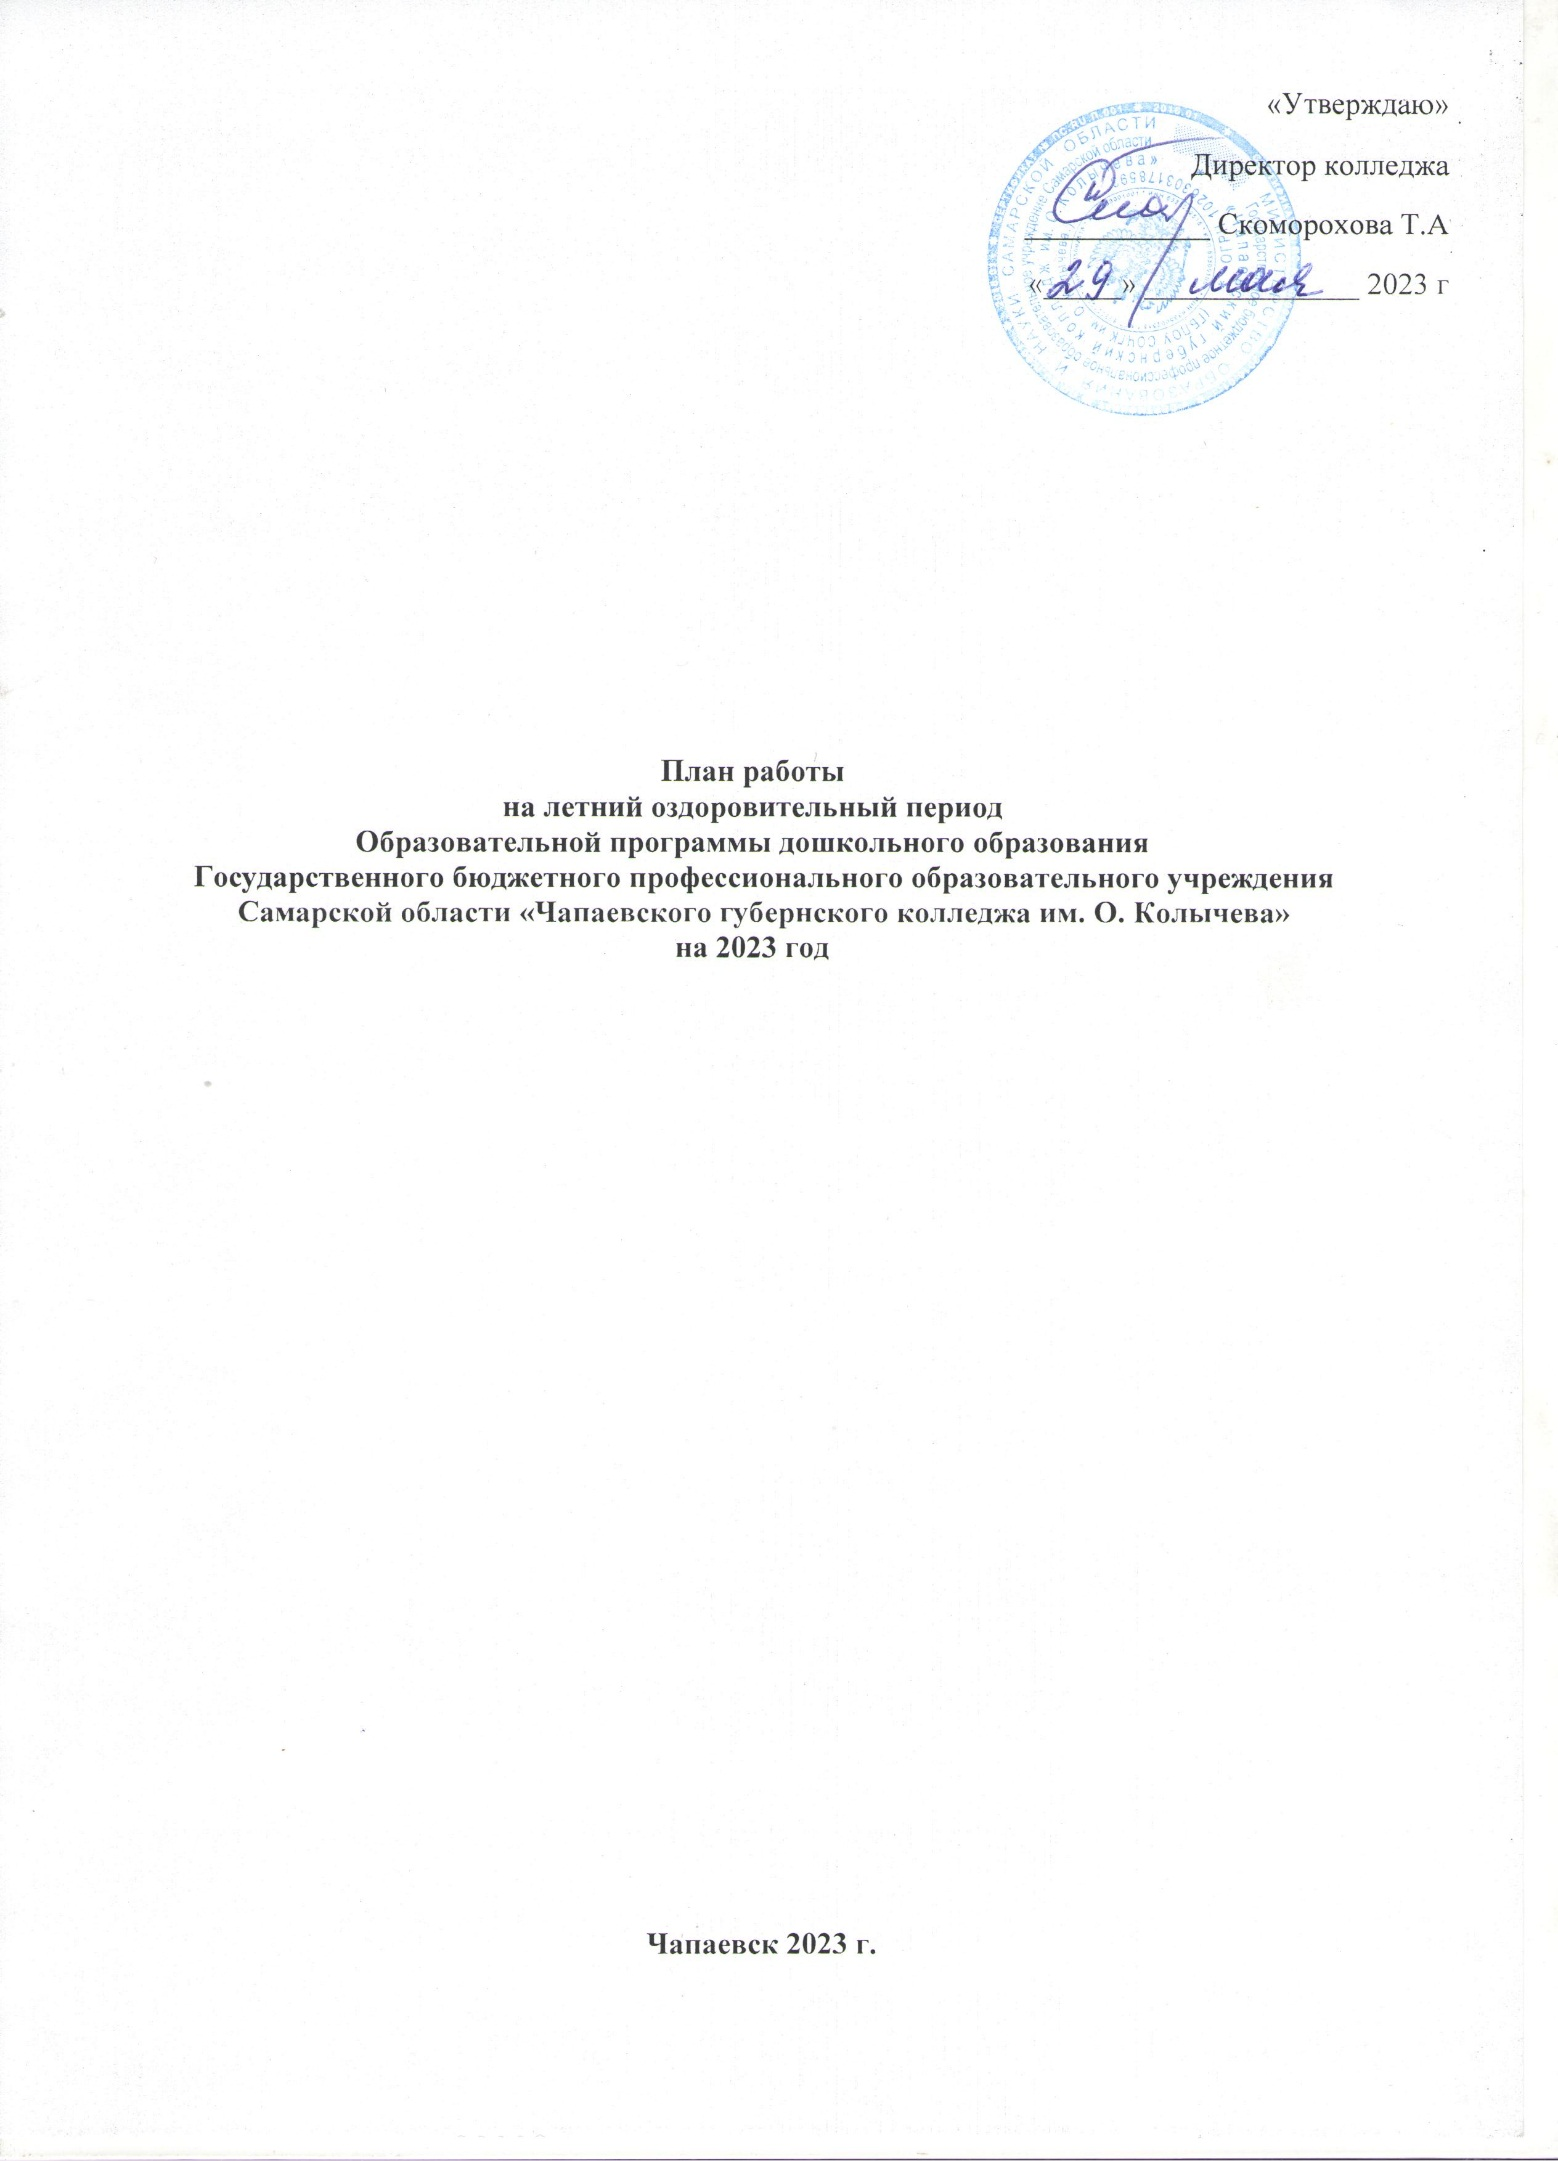 «Утверждаю»
Директор колледжа
Скоморохова Т.А
«29» мая 2023 г
План работы
на летний оздоровительный период
Образовательной программы дошкольного образования
Государственного бюджетного профессионального образовательного учреждения
Самарской области «Чапаевского губернского колледжа им. О. Колычева»
на 2023 год
Чапаевск 2023 г.